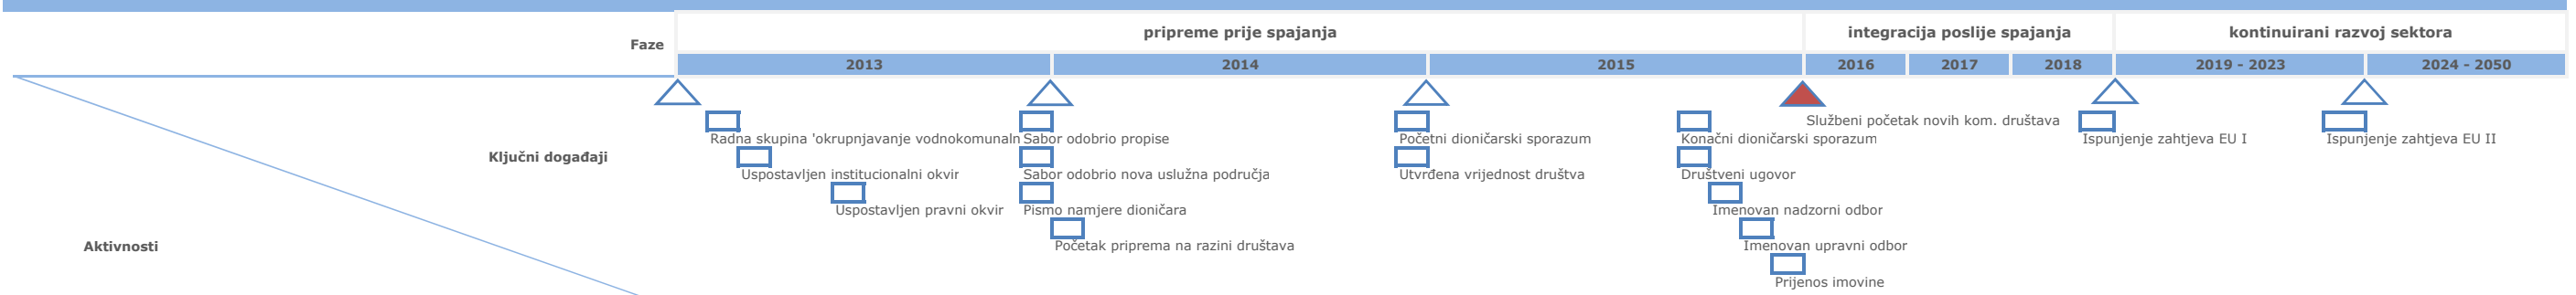 pripreme prije spajanja integracija poslije spajanja kontinuirani razvoj sektora
Faze
2013 2014 2015 2016 2017 2018 2019 - 2023 2024 - 2050
Službeni početak novih kom. društava
Radna skupina 'okrupnjavanje vodnokomunaln Sabor odobrio propise Početni dioničarski sporazum Konačni dioničarski sporazum Ispunjenje zahtjeva EU I Ispunjenje zahtjeva EU II
Ključni događaji
Uspostavljen institucionalni okvir Sabor odobrio nova uslužna područja Utvrđena vrijednost društva Društveni ugovor
Uspostavljen pravni okvir Pismo namjere dioničara Imenovan nadzorni odbor
Aktivnosti Početak priprema na razini društava Imenovan upravni odbor
Prijenos imovine